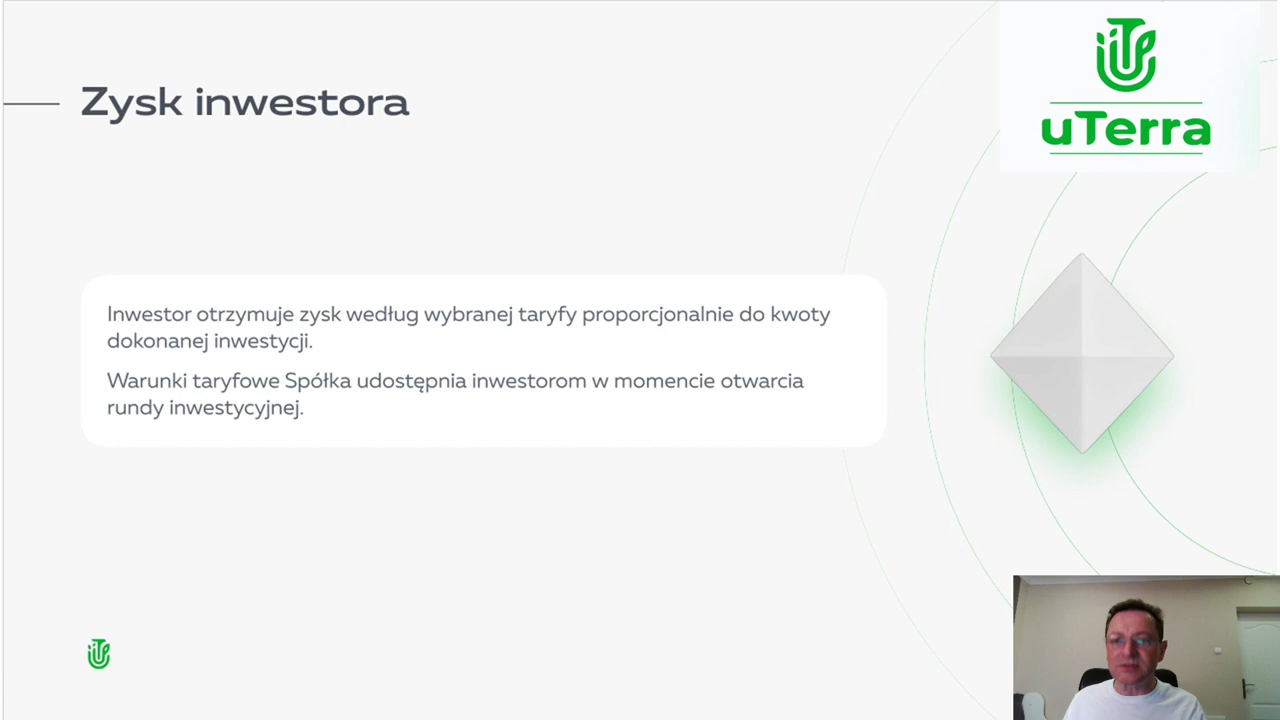 Zysk inwestora
uTerra
Inwestor otrzymuje zysk według wybranej taryfy proporcjonalnie do kwoty
dokonanej inwestycji.
Warunki taryfowe Spółka udostępnia inwestorom w momencie otwarcia
rundy inwestycyjnej.